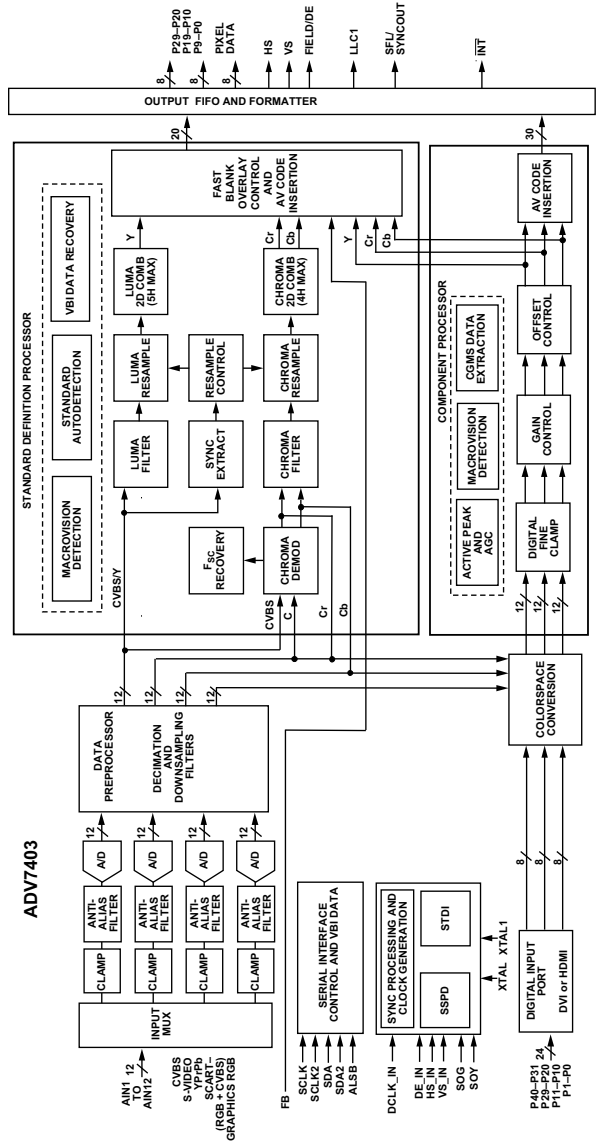 ADV7403
AIN1
TO
AIN12
12
CVBS
S-VIDEO
YPrPb
SCART–
(RGB + CVBS)
GRAPHICS RGB
INPUT
MUX
CLAMP
ANTI-
ALIAS
FILTER
A/D
12
CLAMP
ANTI-
ALIAS
FILTER
A/D
12
CLAMP
ANTI-
ALIAS
FILTER
A/D
12
CLAMP
ANTI-
ALIAS
FILTER
A/D
12
DATA
PREPROCESSOR
DECIMATION
AND
DOWNSAMPLING
FILTERS
12
12
12
12
STANDARD DEFINITION PROCESSOR
MACROVISION
DETECTION
STANDARD
AUTODETECTION
VBI DATA RECOVERY
CVBS/Y
LUMA
FILTER
LUMA
RESAMPLE
LUMA
2D COMB
(5H MAX)
Y
SYNC
EXTRACT
RESAMPLE
CONTROL
FSC
RECOVERY
CVBS
C
CHROMA
DEMOD
CHROMA
FILTER
CHROMA
RESAMPLE
CHROMA
2D COMB
(4H MAX)
Cr
Cb
Cr
Cb
FAST
BLANK
OVERLAY
CONTROL
AND
AV CODE
INSERTION
20
Y
Cr
Cb
FB
SCLK
SCLK2
SDA
SDA2
ALSB
SERIAL INTERFACE
CONTROL AND VBI DATA
DCLK_IN
DE_IN
HS_IN
VS_IN
SOG
SOY
SYNC PROCESSING AND
CLOCK GENERATION
SSPD
STDI
XTAL
XTAL1
P40–P31
P29–P20
P11–P10
P1–P0
24
DIGITAL INPUT
PORT
DVI or HDMI
8
8
8
COLORSPACE
CONVERSION
12
12
12
COMPONENT PROCESSOR
ACTIVE PEAK
AND
AGC
MACROVISION
DETECTION
CGMS DATA
EXTRACTION
DIGITAL
FINE
CLAMP
GAIN
CONTROL
OFFSET
CONTROL
AV CODE
INSERTION
30
OUTPUT FIFO AND FORMATTER
8
8
8
P29–P20
P19–P10
P9–P0
PIXEL
DATA
HS
VS
FIELD/DE
LLC1
SFL/
SYNCOUT
INT